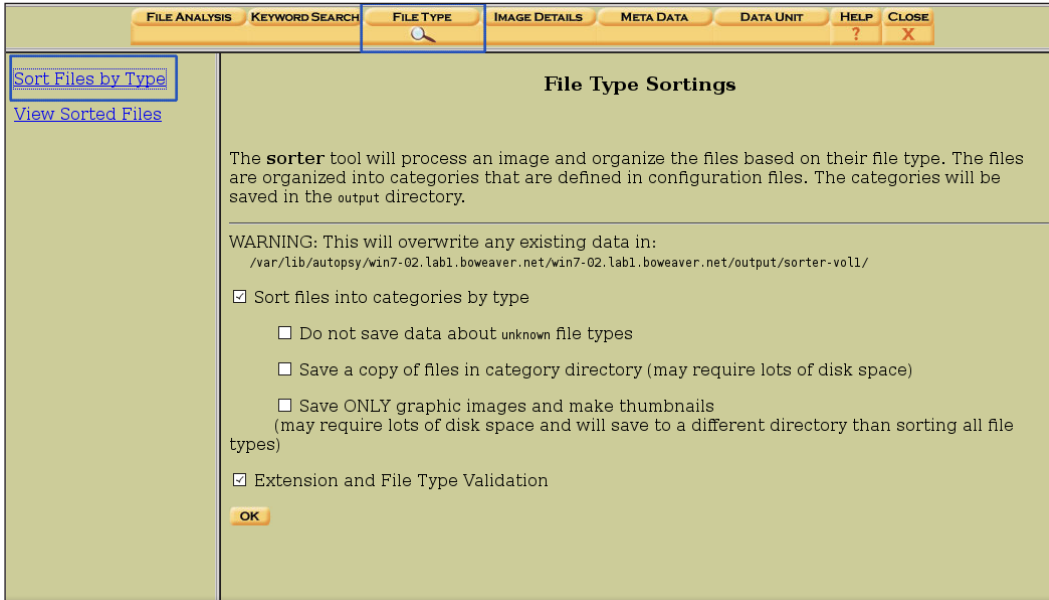 FILE ANALYSIS KEYWORD SEARCH FILE TYPE IMAGE DETAILS META DATA DATA UNIT HELP CLOSE
? X
Sort Files by Type
View Sorted Files
File Type Sortings
The sorter tool will process an image and organize the files based on their file type. The files
are organized into categories that are defined in configuration files. The categories will be
saved in the output directory.
WARNING: This will overwrite any existing data in:
/var/lib/autopsy/win7-02.lab1.boweaver.net/win7-02.lab1.boweaver.net/output/sorter-vol1/
Sort files into categories by type
Do not save data about unknown file types
Save a copy of files in category directory (may require lots of disk space)
Save ONLY graphic images and make thumbnails
(may require lots of disk space and will save to a different directory than sorting all file
types)
Extension and File Type Validation
OK